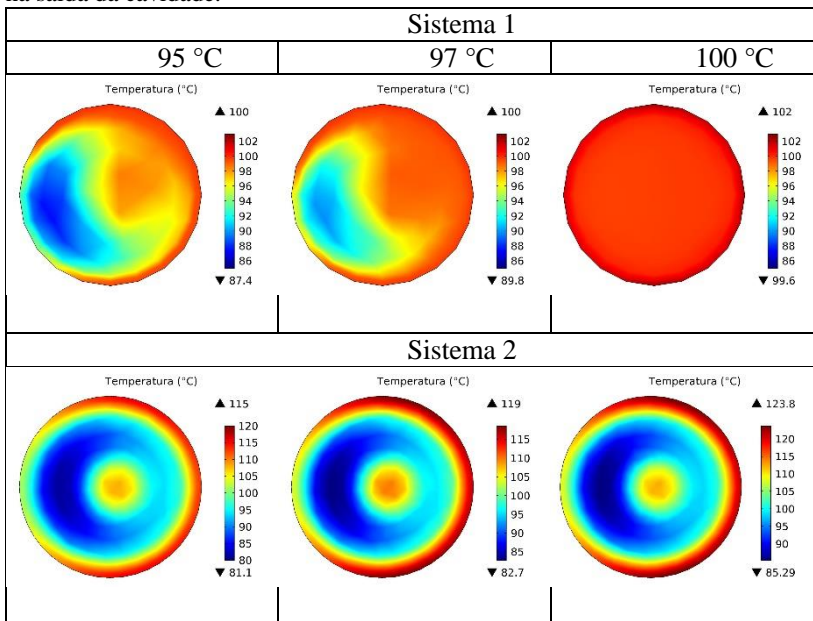 na saída da cavidade.
Sistema 1
95 °C 97 °C 100 °C
Temperatura (°C) Temperatura (°C) Temperatura (°C)
▲ 100 ▲ 100 ▲ 102
102 102 102
100 100 100
98 98 98
96 96 96
94 94 94
92 92 92
90 90 90
88 88 88
86 86 86
▼ 87.4 ▼ 89.8 ▼ 99.6
Sistema 2
Temperatura (°C) Temperatura (°C) Temperatura (°C)
▲ 115 ▲ 119 ▲ 123.8
120
115 115 120
110 110 115
105 105 110
100 100 105
95 95 100
90 90 95
85 85 90
80
▼ 81.1 ▼ 82.7 ▼ 85.29